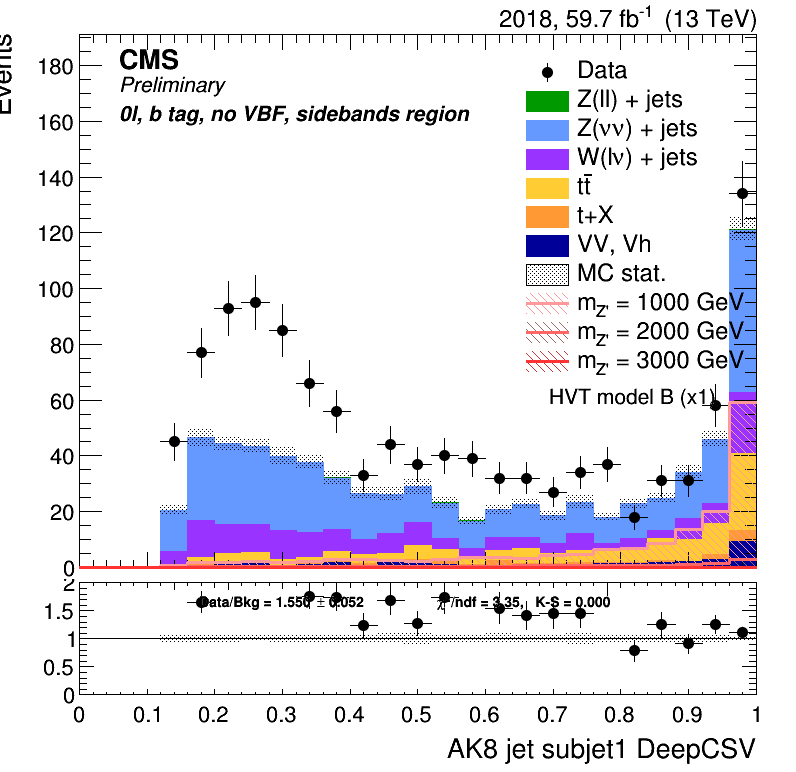 2018, 59.7 fb⁻¹ (13 TeV)
Events
CMS
Preliminary
0l, b tag, no VBF, sidebands region
Data
Z(ll) + jets
Z(νν) + jets
W(lν) + jets
tt̄
t+X
VV, Vh
MC stat.
m_Z' = 1000 GeV
m_Z' = 2000 GeV
m_Z' = 3000 GeV
HVT model B (x1)
180
160
140
120
100
80
60
40
20
0
2
1.5
1
0.5
0
Data/Bkg = 1.550 ± 0.052
χ²/ndf = 3.35, K-S = 0.000
0 0.1 0.2 0.3 0.4 0.5 0.6 0.7 0.8 0.9 1
AK8 jet subjet1 DeepCSV